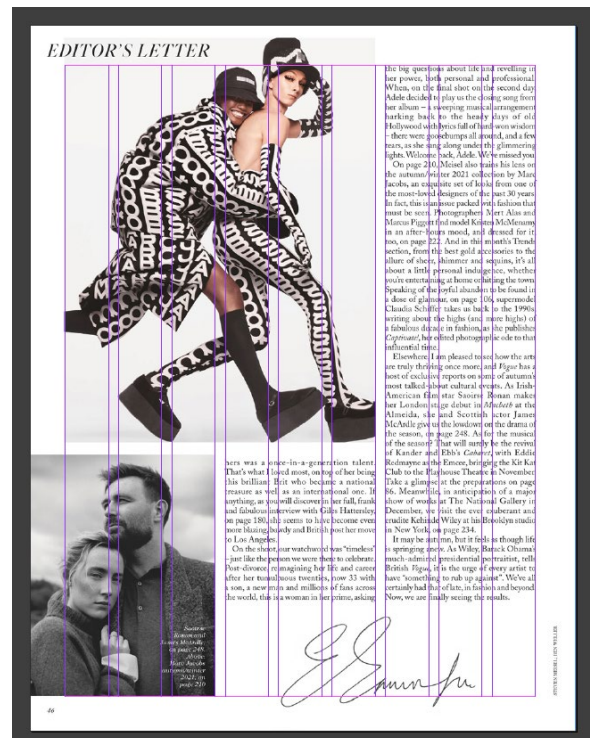 EDITOR'S LETTER
hers was a once-in-a-generation talent.
That's what I loved most, on top of her being
this brilliant Brit who became a national
treasure as well as an international one. If
anything, as you will discover in her full, frank
and fabulous interview with Giles Hattersley,
on page 180, she seems to have become even
more blazing, bawdy and British post her move
to Los Angeles.
On the shoot, our watchword was "timeless"
– just like the person we were there to celebrate.
Post-divorce, reimagining her life and career
after her tumultuous twenties, now 33 with
a son, a new man and millions of fans across
the world, this is a woman in her prime, asking
the big questions about life and revelling in
her power, both personal and professional.
When, on the final shot on the second day
Adele decided to play us the closing song from
her album – a sweeping musical arrangement
harking back to the heady days of old
Hollywood with lyrics full of hard-won wisdom
– there were goosebumps all around, and a few
tears, as she sang along under the glimmering
lights. Welcome back, Adele. We've missed you.
On page 210, Meisel also trains his lens on
the autumn/winter 2021 collection by Marc
Jacobs, an exquisite set of looks from one of
the most-loved designers of the past 30 years.
In fact, this is an issue packed with fashion that
must be seen. Photographers Mert Alas and
Marcus Piggott find model Kristen McMenamy
in an after-hours mood, and dressed for it
too, on page 222. And in this month's Trends
section, from the best gold accessories to the
allure of sheer, shimmer and sequins, it's all
about a little personal indulgence, whether
you're entertaining at home or hitting the town.
Speaking of the joyful abandon to be found in
a dose of glamour, on page 106, supermodel
Claudia Schiffer takes us back to the 1990s,
writing about the highs (and more highs) of
a fabulous decade in fashion, as she publishes
Captivate!, her edited photographic ode to that
influential time.
Elsewhere, I am pleased to see how the arts
are truly thriving once more, and Vogue has a
host of exclusive reports on some of autumn's
most talked-about cultural events. As Irish-
American film star Saoirse Ronan makes
her London stage debut in Macbeth at the
Almeida, she and Scottish actor James
McArdle give us the lowdown on the drama of
the season, on page 248. As for the musical
of the season? That will surely be the revival
of Kander and Ebb's Cabaret, with Eddie
Redmayne as the Emcee, bringing the Kit Kat
Club to the Playhouse Theatre in November.
Take a glimpse at the preparations on page
86. Meanwhile, in anticipation of a major
show of works at The National Gallery in
December, we visit the ever exuberant and
erudite Kehinde Wiley at his Brooklyn studio
in New York, on page 234.
It may be autumn, but it feels as though life
is springing anew. As Wiley, Barack Obama's
much-admired presidential portraitist, tells
British Vogue, it is the urge of every artist to
have "something to rub up against". We've all
certainly had that of late, in fashion and beyond.
Now, we are finally seeing the results.
Saoirse
Ronan and
James McArdle,
on page 248.
Above:
Marc Jacobs
autumn/winter
2021, on
page 210
46